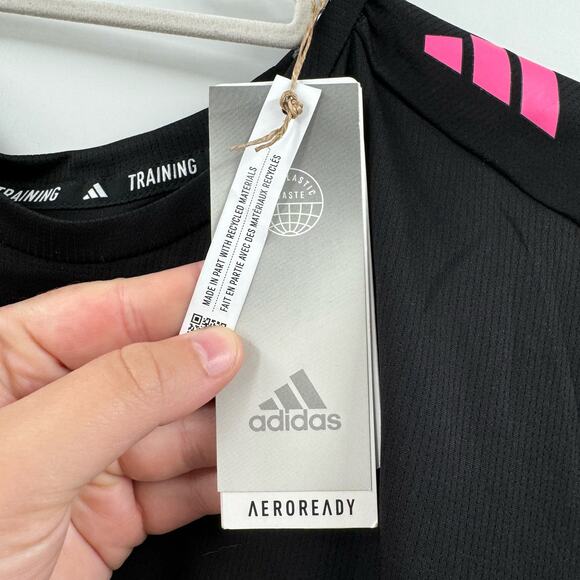 TRAINING
TRAINING
MADE IN PART WITH RECYCLED MATERIALS
FAIT EN PARTIE AVEC DES MATÉRIAUX RECYCLÉS
adidas
AEROREADY